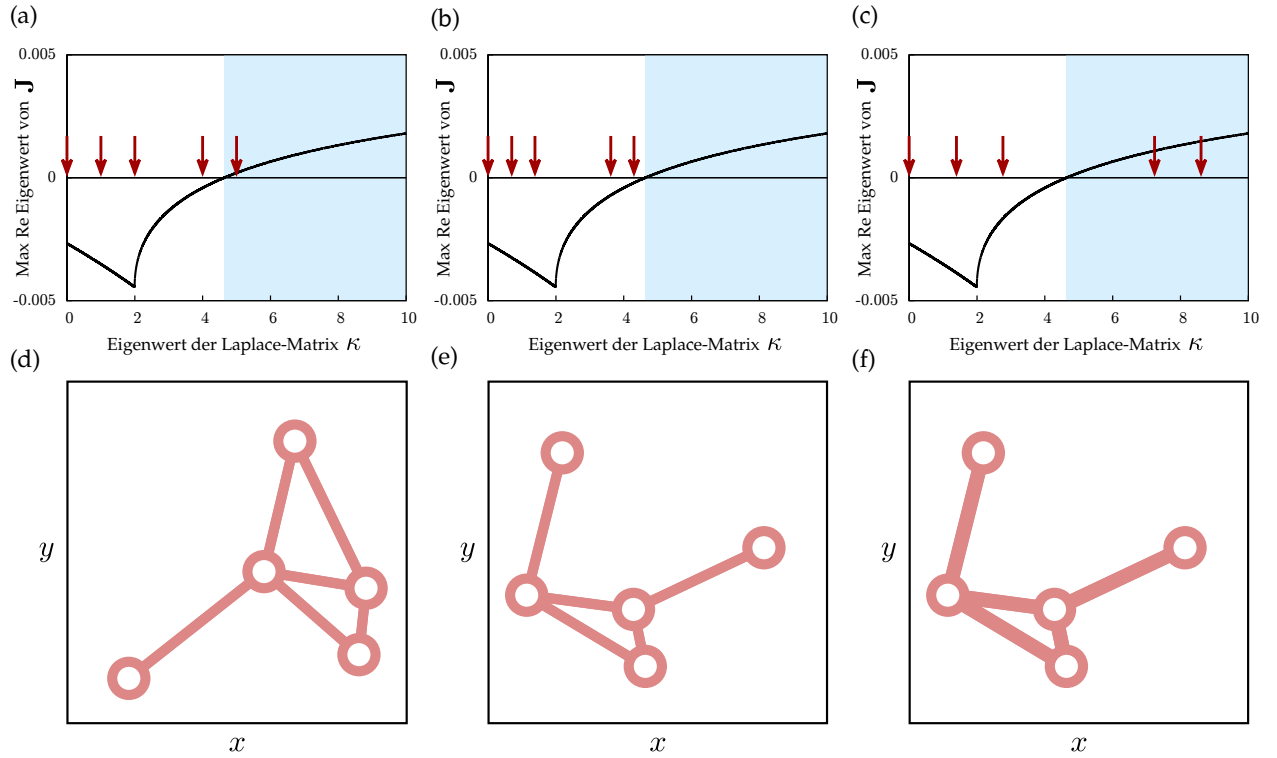 (a)
0.005
0
-0.005
Max Re Eigenwert von J
0 2 4 6 8 10
Eigenwert der Laplace-Matrix κ
(b)
0.005
0
-0.005
Max Re Eigenwert von J
0 2 4 6 8 10
Eigenwert der Laplace-Matrix κ
(c)
0.005
0
-0.005
Max Re Eigenwert von J
0 2 4 6 8 10
Eigenwert der Laplace-Matrix κ
(d)
y
x
(e)
y
x
(f)
y
x